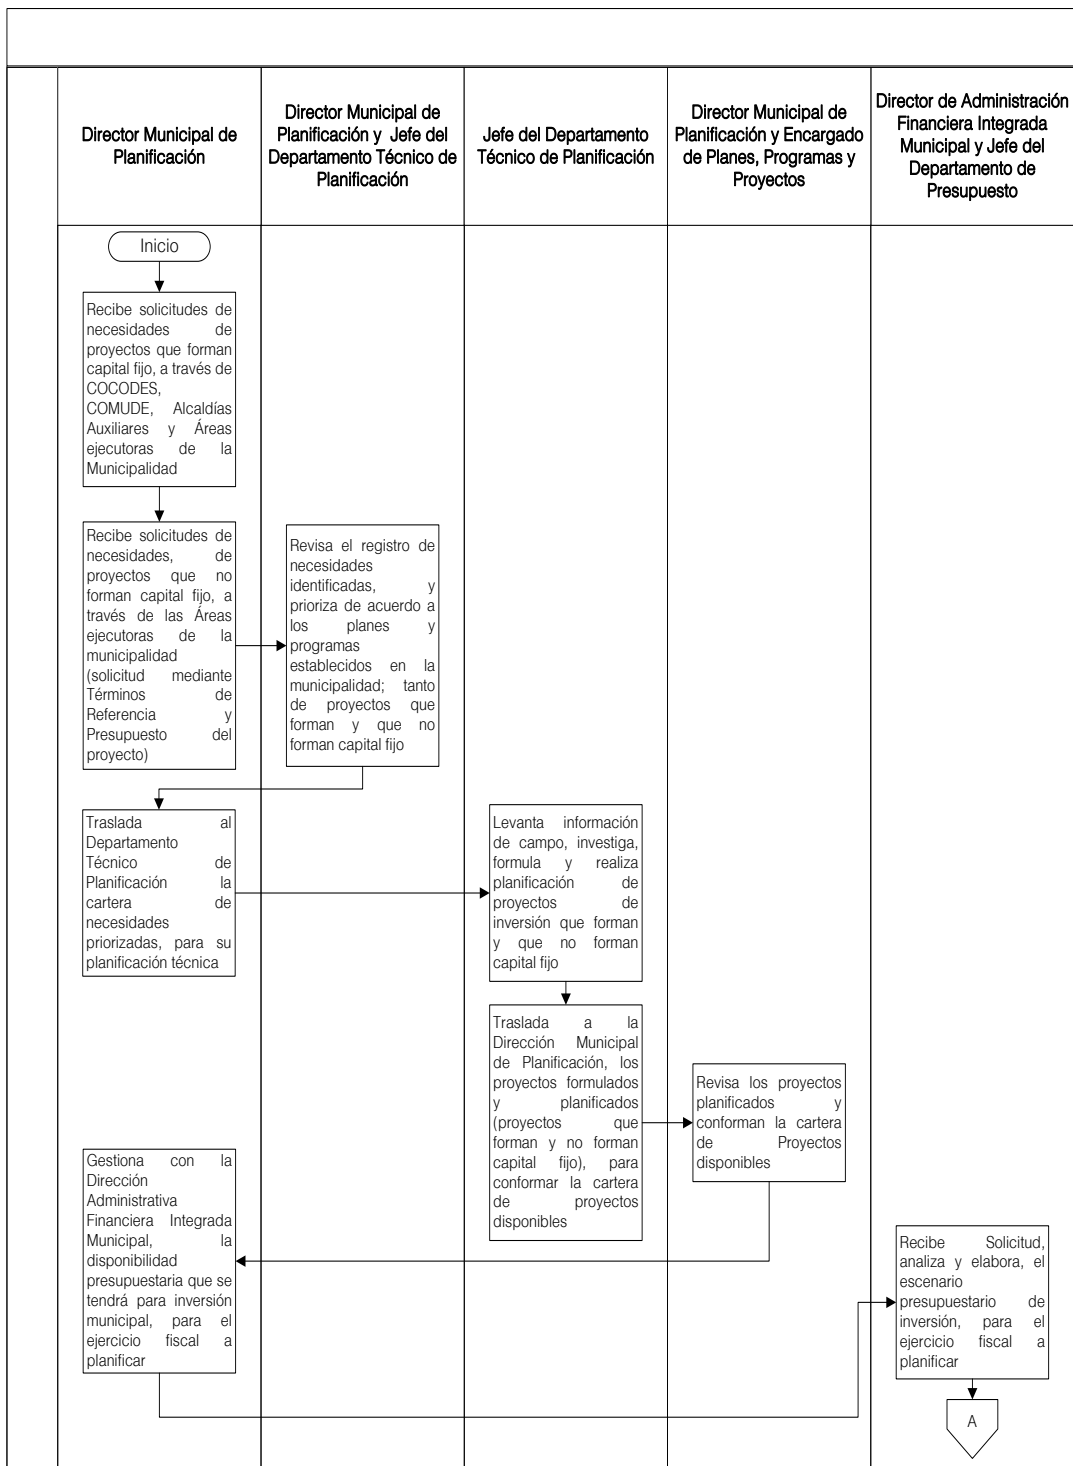 Director Municipal de
Planificación
Director Municipal de
Planificación y Jefe del
Departamento Técnico de
Planificación
Jefe del Departamento
Técnico de Planificación
Director Municipal de
Planificación y Encargado
de Planes, Programas y
Proyectos
Director de Administración
Financiera Integrada
Municipal y Jefe del
Departamento de
Presupuesto
Inicio
Recibe solicitudes de
necesidades de
proyectos que forman
capital fijo, a través de
COCODES,
COMUDE, Alcaldías
Auxiliares y Áreas
ejecutoras de la
Municipalidad
Recibe solicitudes de
necesidades, de
proyectos que no
forman capital fijo, a
través de las Áreas
ejecutoras de la
municipalidad
(solicitud mediante
Términos de
Referencia y
Presupuesto del
proyecto)
Revisa el registro de
necesidades
identificadas, y
prioriza de acuerdo a
los planes y
programas
establecidos en la
municipalidad; tanto
de proyectos que
forman y que no
forman capital fijo
Traslada al
Departamento
Técnico de
Planificación la
cartera de
necesidades
priorizadas, para su
planificación técnica
Levanta información
de campo, investiga,
formula y realiza
planificación de
proyectos de
inversión que forman
y que no forman
capital fijo
Traslada a la
Dirección Municipal
de Planificación, los
proyectos formulados
y planificados
(proyectos que
forman y no forman
capital fijo), para
conformar la cartera
de proyectos
disponibles
Revisa los proyectos
planificados y
conforman la cartera
de Proyectos
disponibles
Gestiona con la
Dirección
Administrativa
Financiera Integrada
Municipal, la
disponibilidad
presupuestaria que se
tendrá para inversión
municipal, para el
ejercicio fiscal a
planificar
Recibe Solicitud,
analiza y elabora, el
escenario
presupuestario de
inversión, para el
ejercicio fiscal a
planificar
A